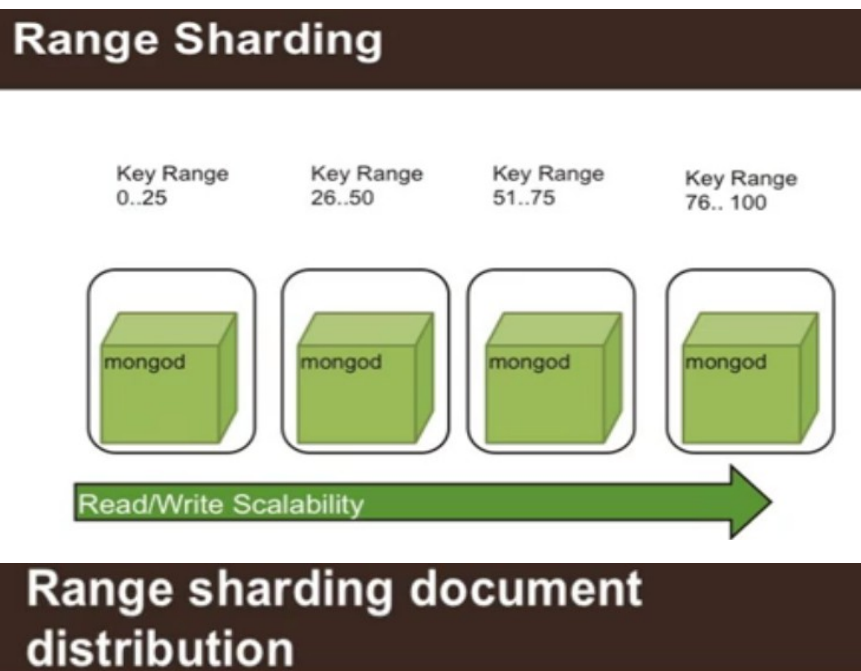 Range Sharding
Key Range
0..25
Key Range
26..50
Key Range
51..75
Key Range
76.. 100
mongod
mongod
mongod
mongod
Read/Write Scalability
Range sharding document
distribution